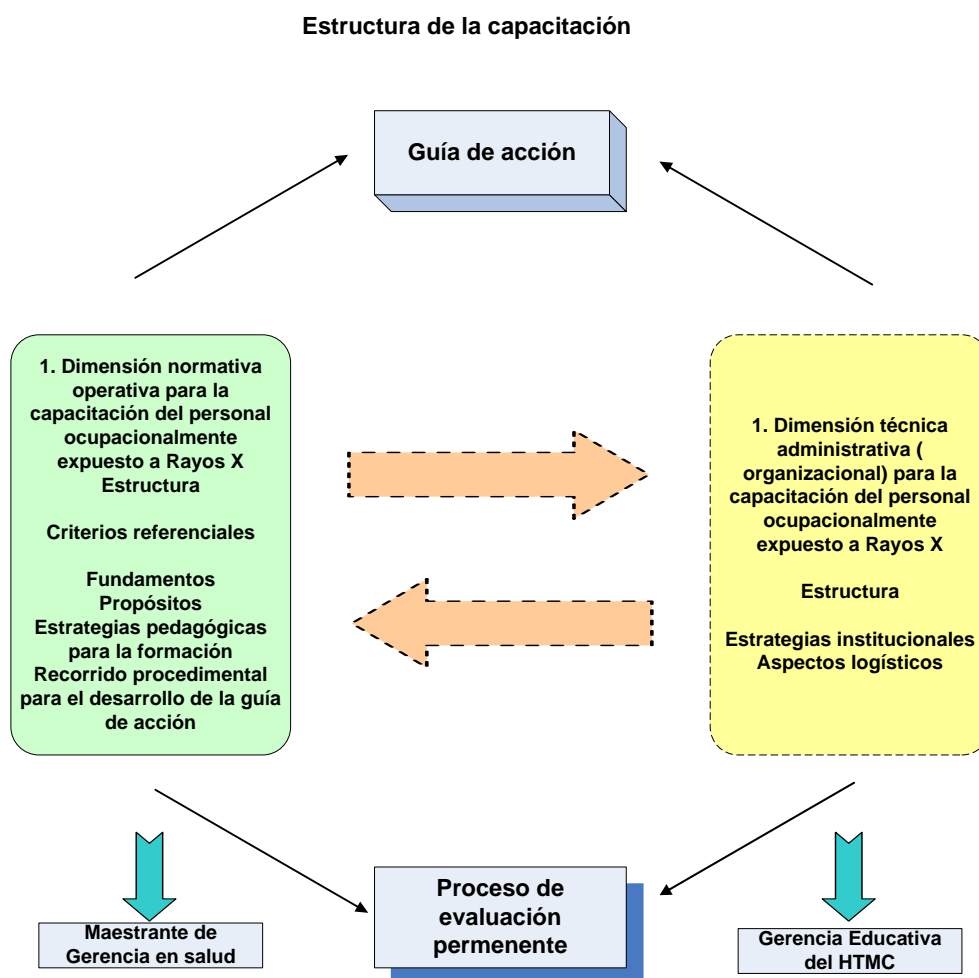 Estructura de la capacitación
Guía de acción
1. Dimensión normativa
operativa para la
capacitación del personal
ocupacionalmente
expuesto a Rayos X
Estructura
Criterios referenciales
Fundamentos
Propósitos
Estrategias pedagógicas
para la formación
Recorrido procedimental
para el desarrollo de la guía
de acción
1. Dimensión técnica
administrativa (
organizacional) para la
capacitación del personal
ocupacionalmente
expuesto a Rayos X
Estructura
Estrategias institucionales
Aspectos logísticos
Maestrante de
Gerencia en salud
Proceso de
evaluación
permenente
Gerencia Educativa
del HTMC